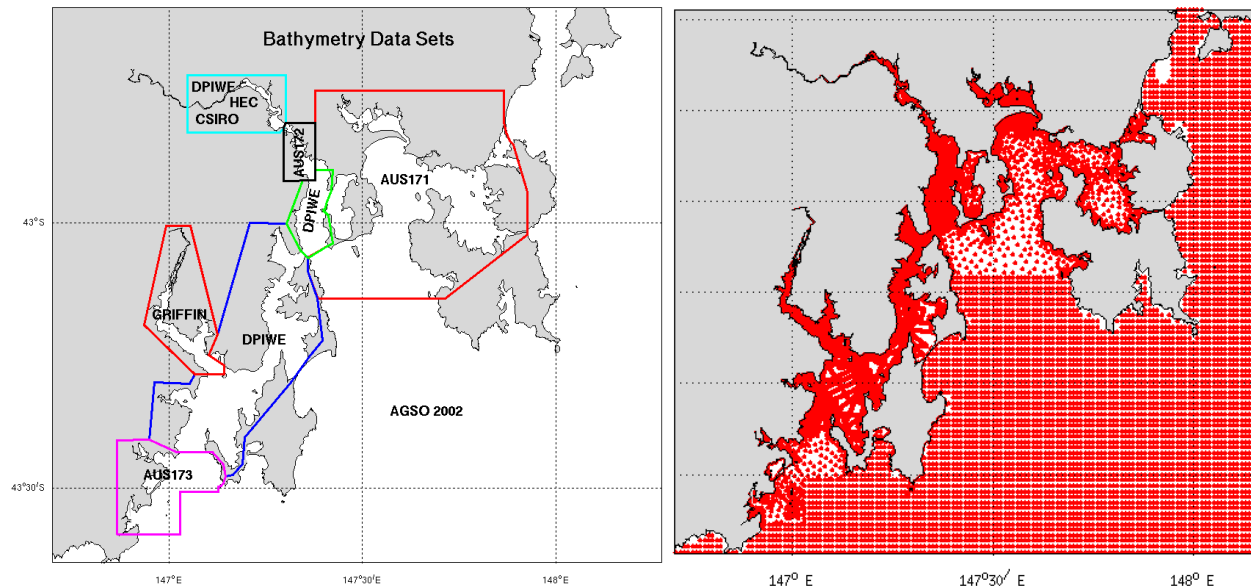 Bathymetry Data Sets
DPIWE
HEC
CSIRO
AUS172
AUS171
DPIWE
43°S
GRIFFIN
DPIWE
AGSO 2002
AUS173
43°30'S
147°E
147°30'E
148°E
147° E
147°30′ E
148° E